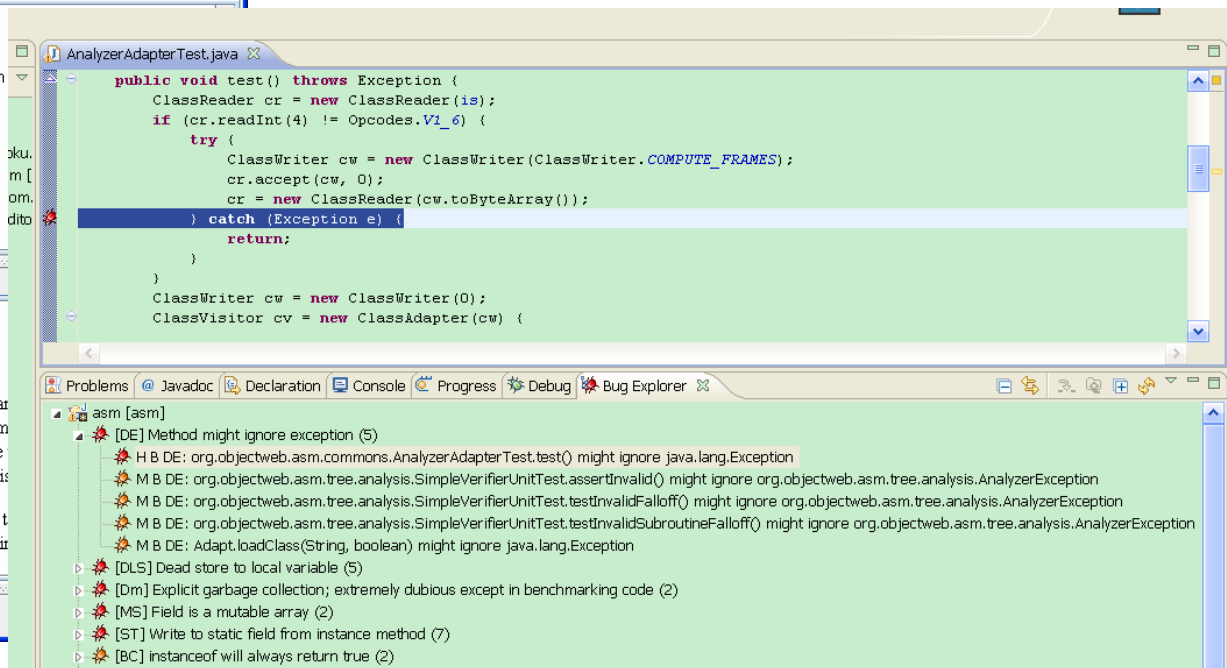 AnalyzerAdapterTest.java
public void test() throws Exception {
ClassReader cr = new ClassReader(is);
if (cr.readInt(4) != Opcodes.V1_6) {
try {
ClassWriter cw = new ClassWriter(ClassWriter.COMPUTE_FRAMES);
cr.accept(cw, 0);
cr = new ClassReader(cw.toByteArray());
} catch (Exception e) {
return;
}
}
ClassWriter cw = new ClassWriter(0);
ClassVisitor cv = new ClassAdapter(cw) {
oku.
m [
om.
dito
Problems @ Javadoc Declaration Console Progress Debug Bug Explorer
asm [asm]
[DE] Method might ignore exception (5)
H B DE: org.objectweb.asm.commons.AnalyzerAdapterTest.test() might ignore java.lang.Exception
M B DE: org.objectweb.asm.tree.analysis.SimpleVerifierUnitTest.assertInvalid() might ignore org.objectweb.asm.tree.analysis.AnalyzerException
M B DE: org.objectweb.asm.tree.analysis.SimpleVerifierUnitTest.testInvalidFalloff() might ignore org.objectweb.asm.tree.analysis.AnalyzerException
M B DE: org.objectweb.asm.tree.analysis.SimpleVerifierUnitTest.testInvalidSubroutineFalloff() might ignore org.objectweb.asm.tree.analysis.AnalyzerException
M B DE: Adapt.loadClass(String, boolean) might ignore java.lang.Exception
[DLS] Dead store to local variable (5)
[Dm] Explicit garbage collection; extremely dubious except in benchmarking code (2)
[MS] Field is a mutable array (2)
[ST] Write to static field from instance method (7)
[BC] instanceof will always return true (2)